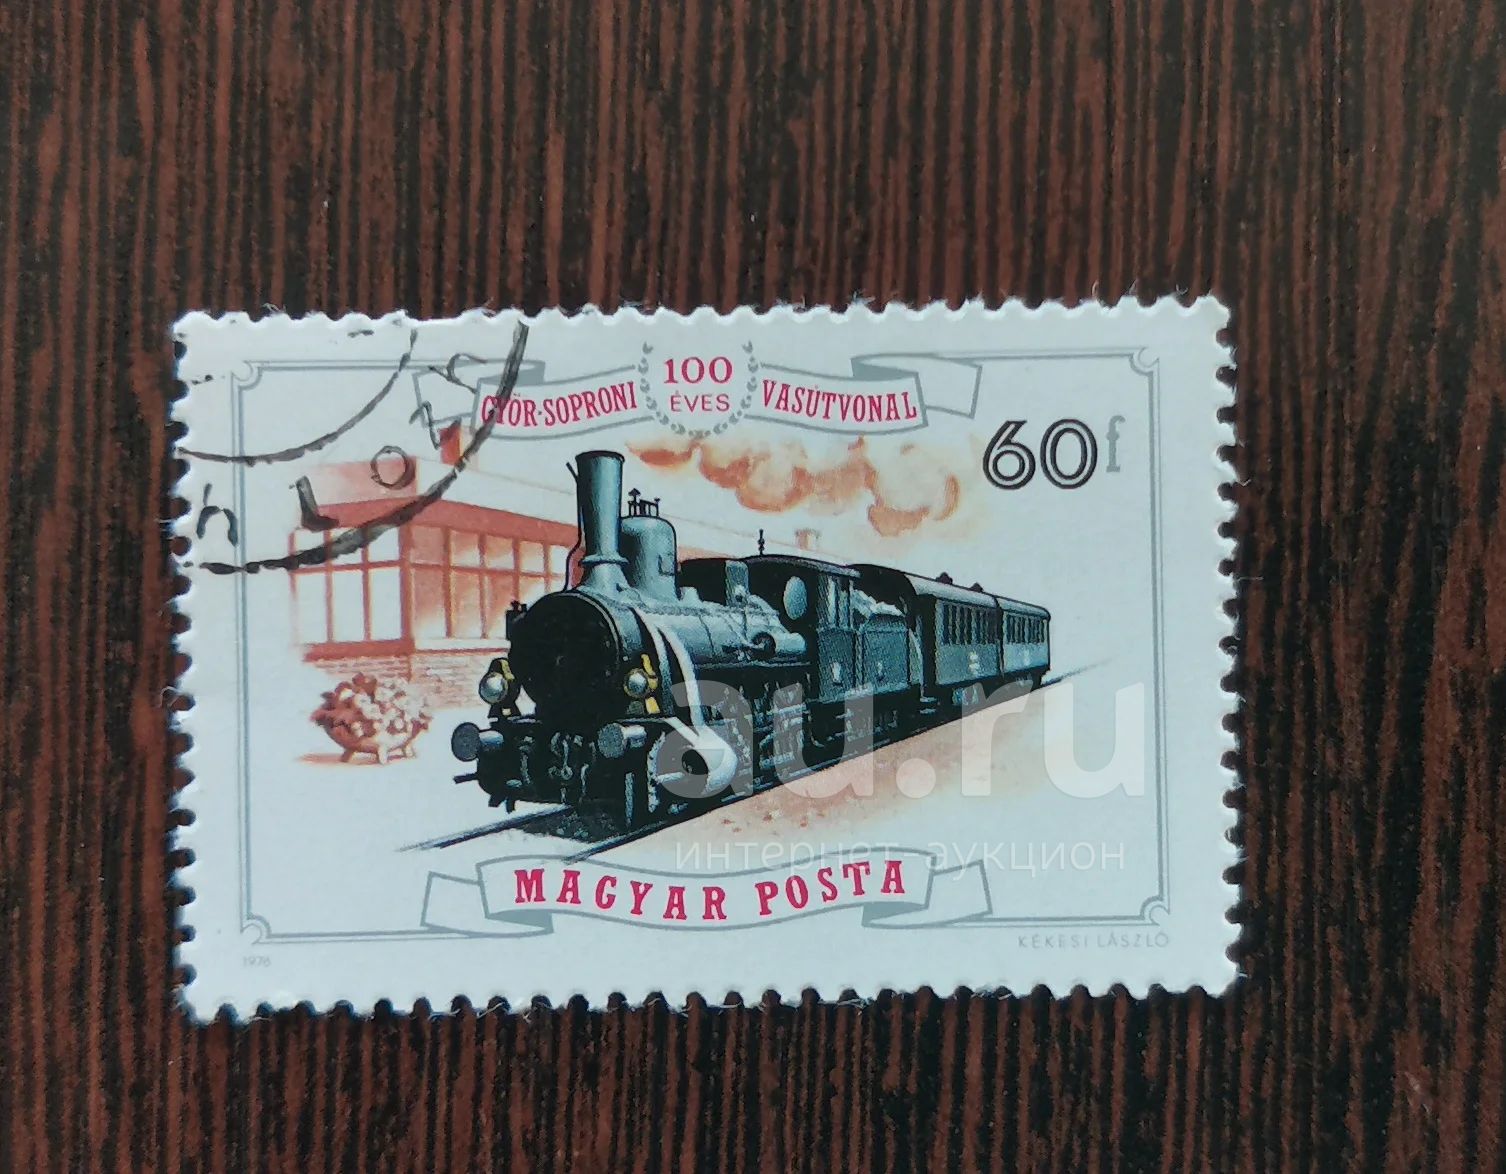 GYŐR-SOPRONI 100 ÉVES VASÚTVONAL
60f
MAGYAR POSTA
1976
KÉKESI LÁSZLÓ
au.ru
интернет-аукцион